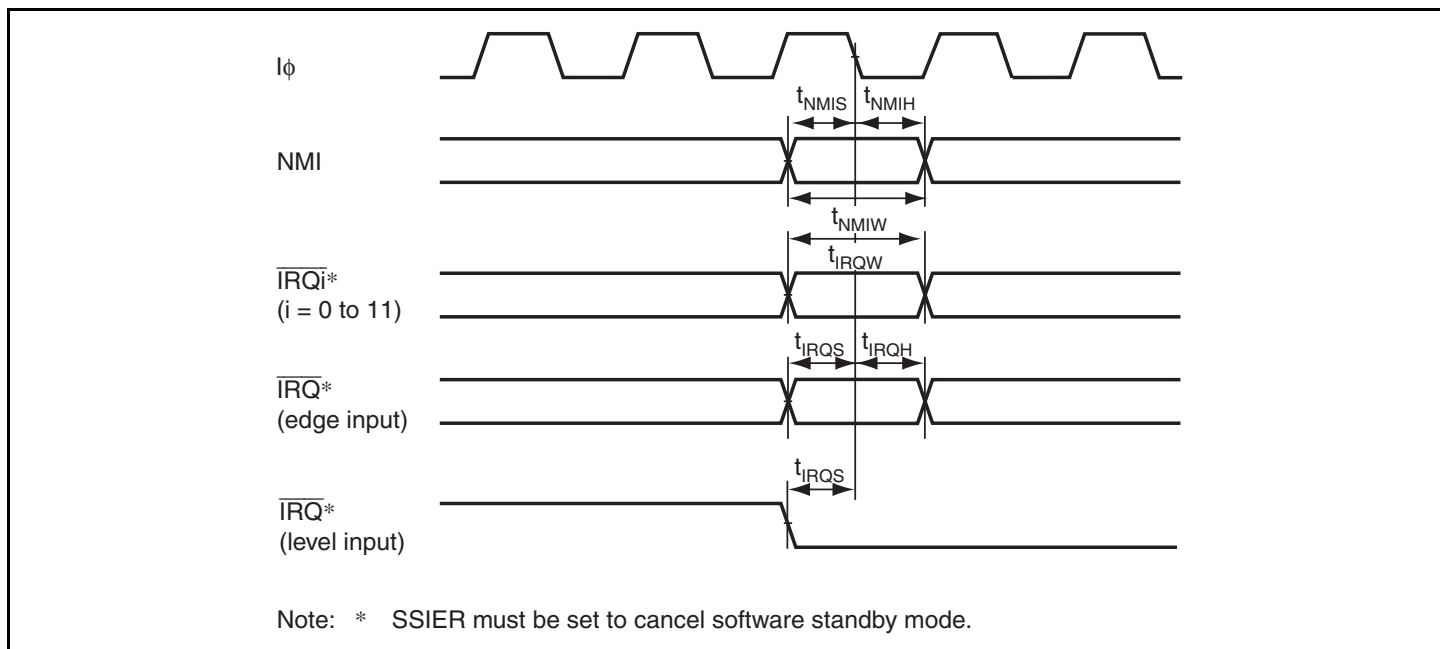 Iϕ
tNMIS tNMIH
NMI
tNMIW
tIRQW
IRQi*
(i = 0 to 11)
tIRQS tIRQH
IRQ*
(edge input)
tIRQS
IRQ*
(level input)
Note: * SSIER must be set to cancel software standby mode.